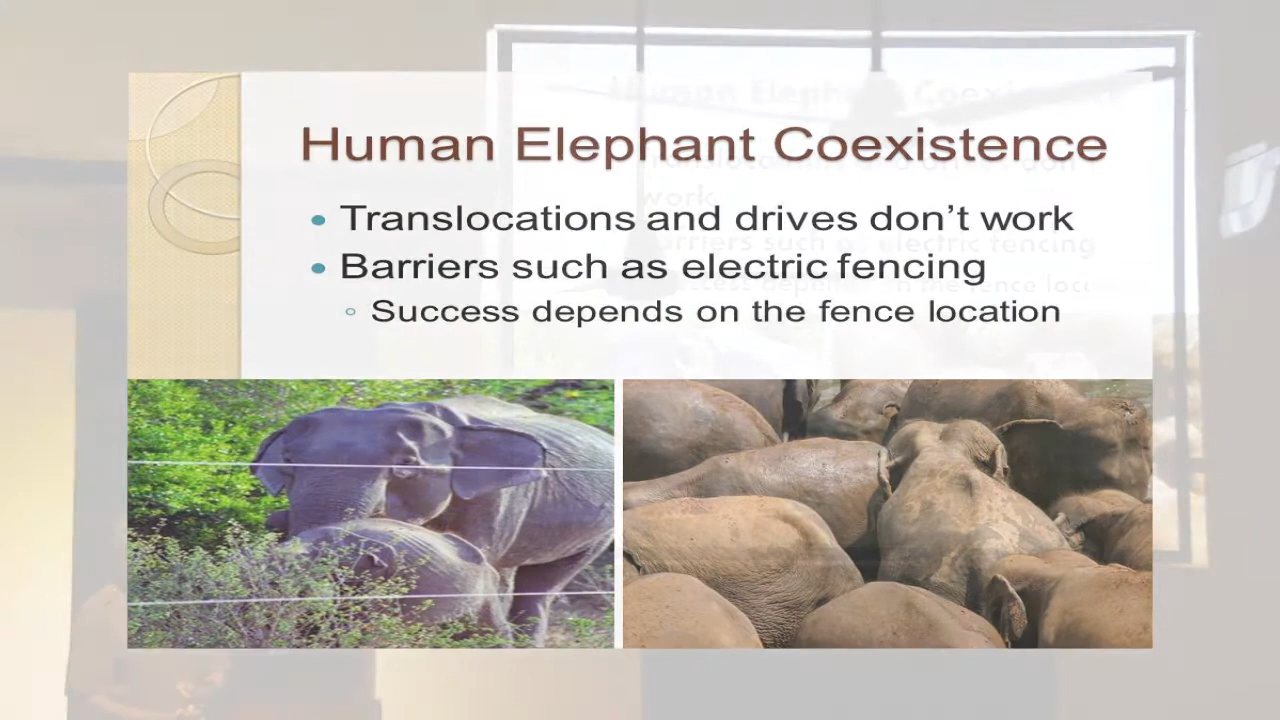 Human Elephant Coexistence
Translocations and drives don't work
Barriers such as electric fencing
Success depends on the fence location